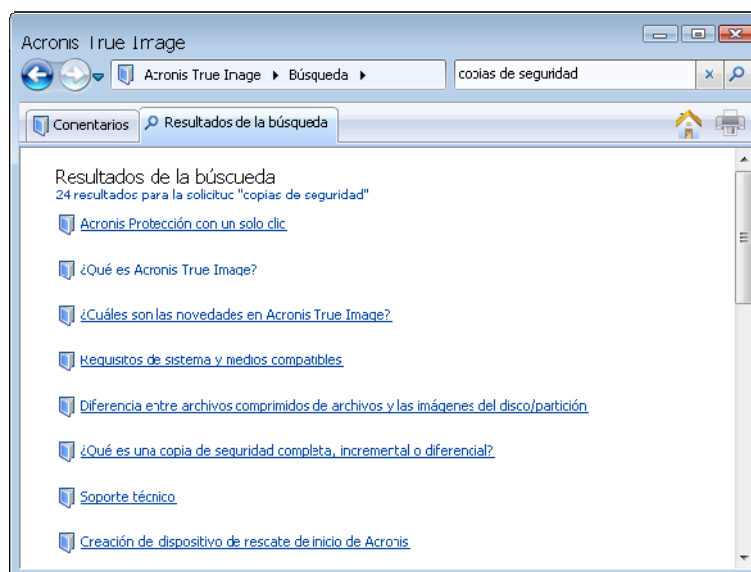 Acronis True Image
Acronis True Image ▸ Búsqueda ▸
copias de seguridad
Comentarios
Resultados de la búsqueda
Resultados de la búscueda
24 resultados para la solicituc "copias de seguridad"
Acronis Protección con un solo clic
¿Qué es Acronis True Image?
¿Cuáles son las novedades en Acronis True Image?
Requisitos de sistema y medios compatibles
Diferencia entre archivos comprimidos de archivos y las imágenes del disco/partición
¿Qué es una copia de seguridad completa, incremental o diferencial?
Soporte técnico
Creación de dispositivo de rescate de inicio de Acronis